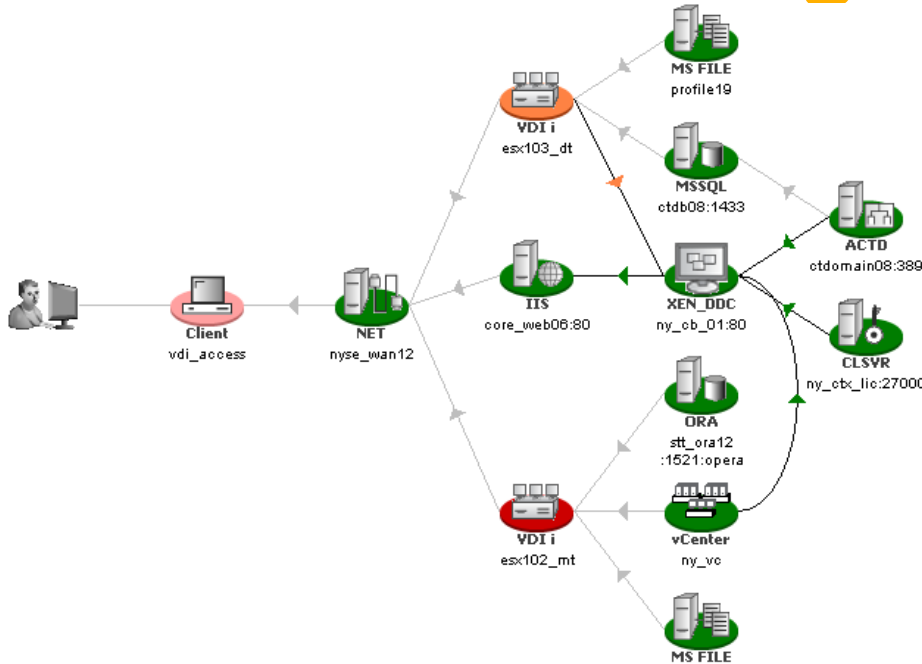 MS FILE
profile19
VDI i
esx103_dt
MSSQL
ctdb08:1433
ACTD
ctdomain08:389
Client
vdi_access
NET
nyse_wan12
IIS
core_web06:80
XEN_DDC
ny_cb_01:80
CLSVR
ny_ctx_lic:27000
ORA
stt_ora12
:1521:opera
VDI i
esx102_mt
vCenter
ny_vc
MS FILE